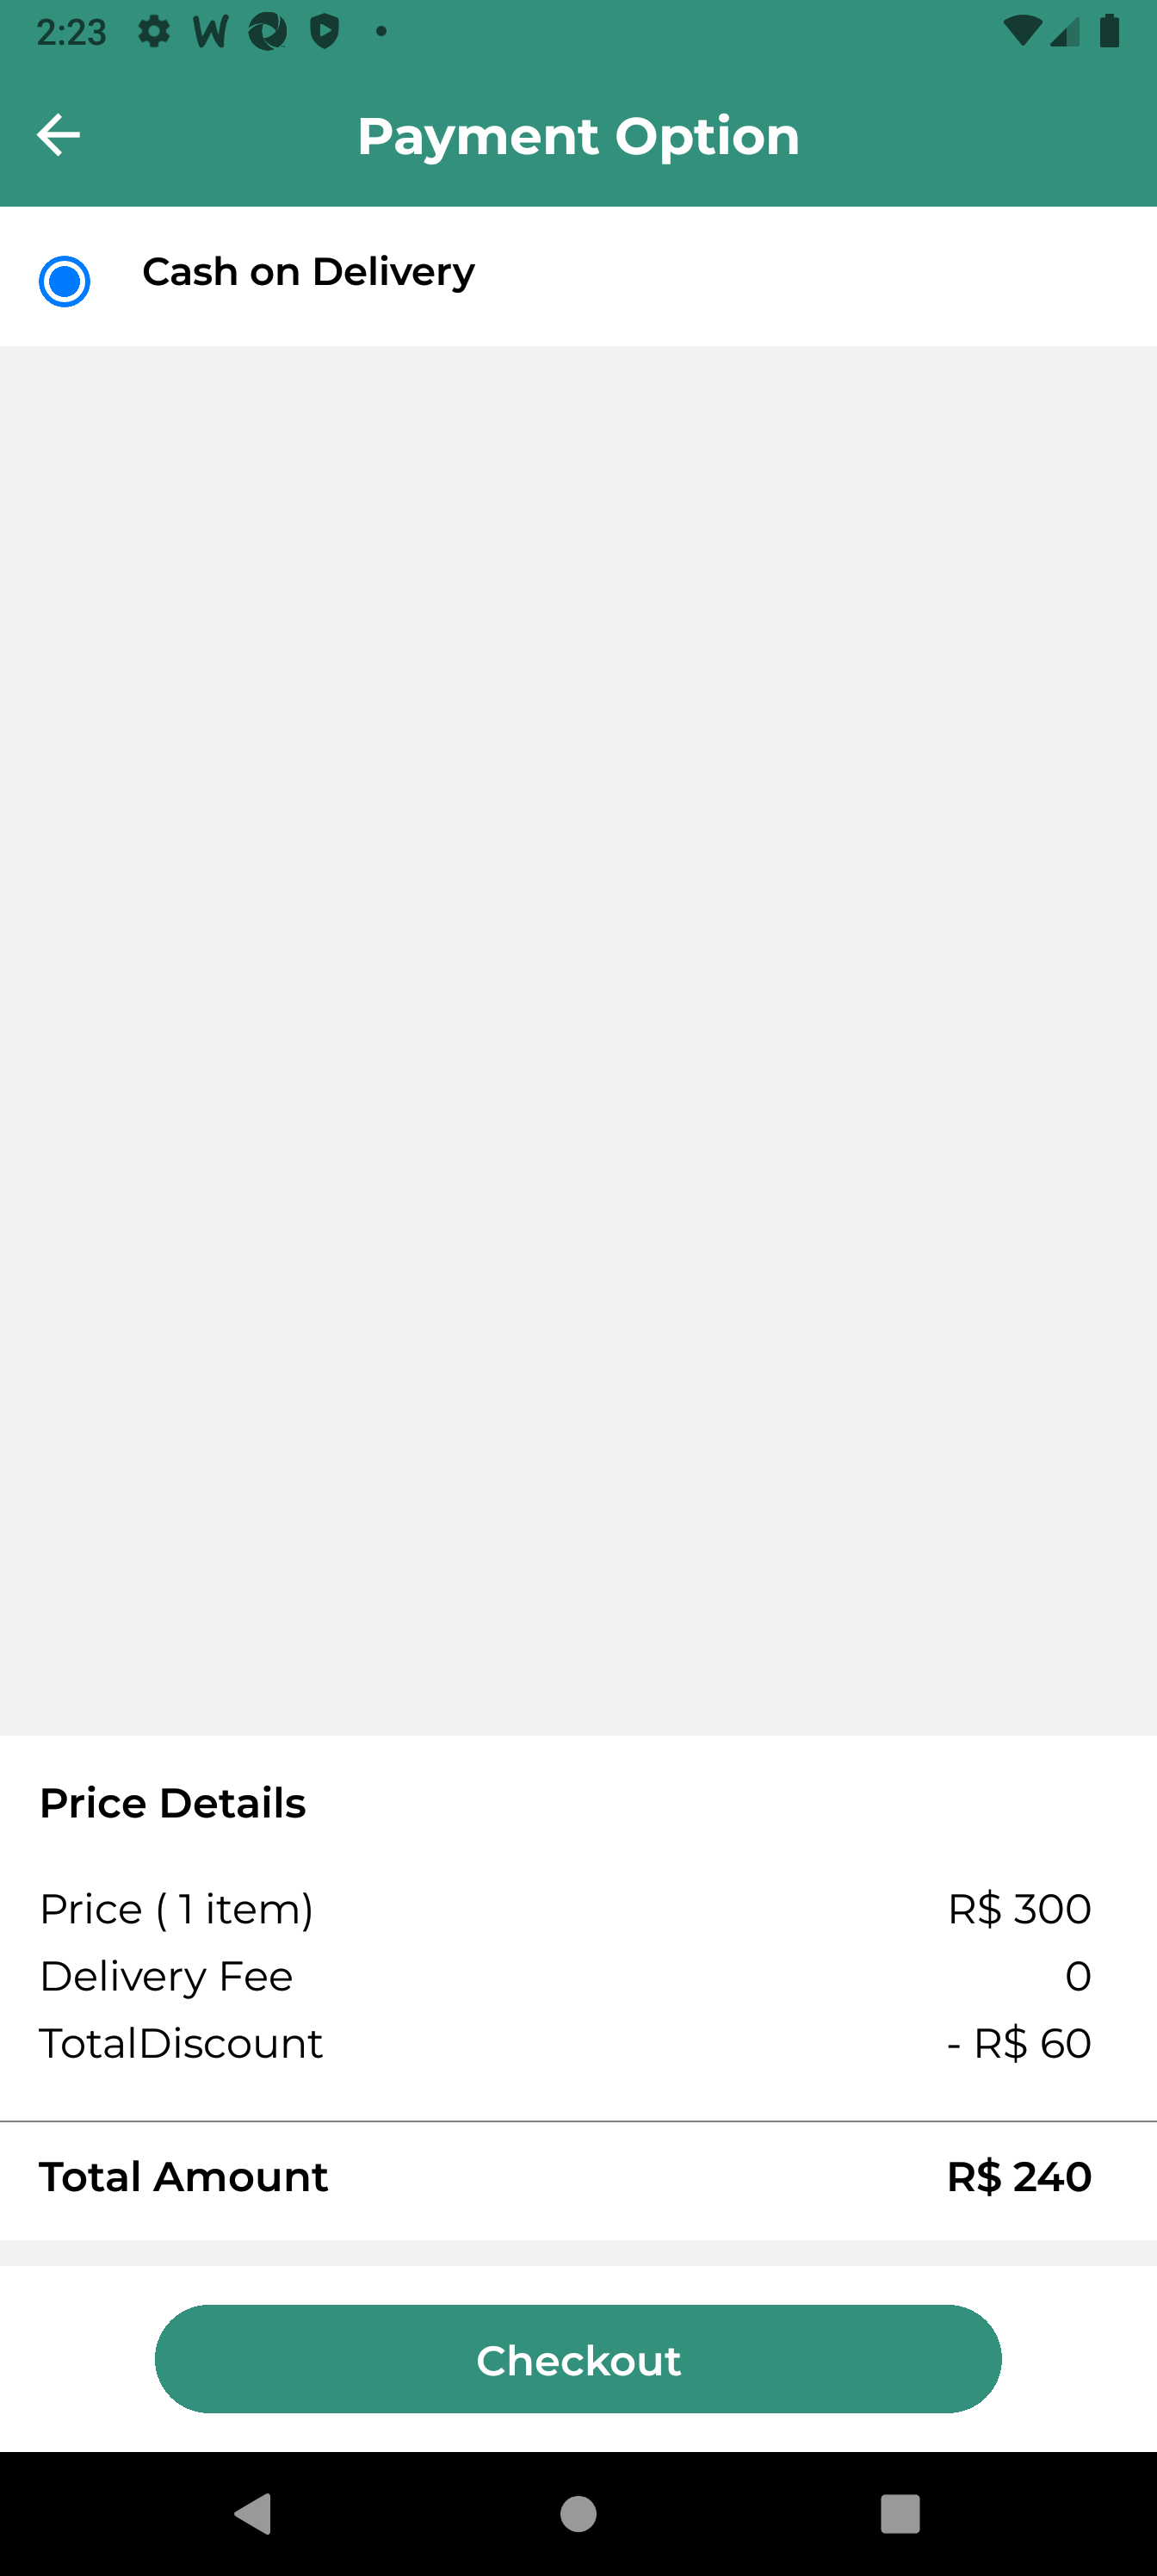 2:23
Payment Option
Cash on Delivery
Price Details
Price ( 1 item) R$ 300
Delivery Fee 0
TotalDiscount - R$ 60
Total Amount R$ 240
Checkout